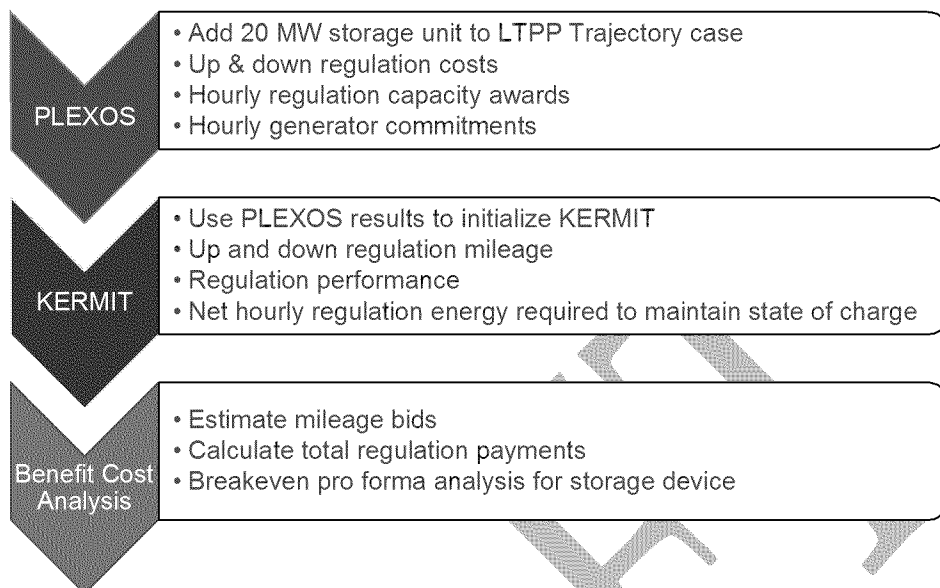 PLEXOS
• Add 20 MW storage unit to LTPP Trajectory case
• Up & down regulation costs
• Hourly regulation capacity awards
• Hourly generator commitments
KERMIT
• Use PLEXOS results to initialize KERMIT
• Up and down regulation mileage
• Regulation performance
• Net hourly regulation energy required to maintain state of charge
Benefit Cost
Analysis
• Estimate mileage bids
• Calculate total regulation payments
• Breakeven pro forma analysis for storage device